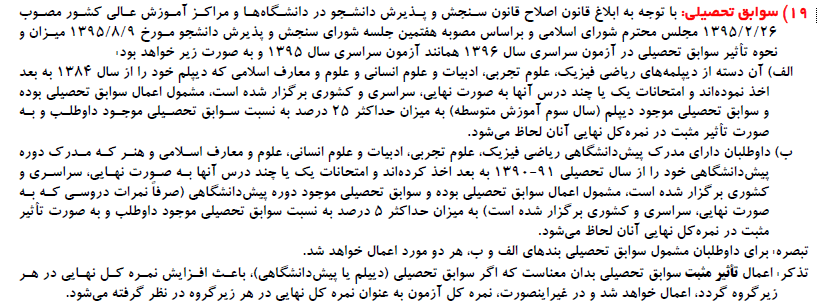 ۱۹) سوابق تحصیلی: با توجه به ابلاغ قانون اصلاح قانون سنجش و پذیرش دانشجو در دانشگاه‌ها و مراکز آموزش عالی کشور مصوب
۱۳۹۵/۲/۲۶ مجلس محترم شورای اسلامی و براساس مصوبه هفتمین جلسه شورای سنجش و پذیرش دانشجو مورخ ۱۳۹۵/۸/۹ میزان و
نحوه تأثیر سوابق تحصیلی در آزمون سراسری سال ۱۳۹۶ همانند آزمون سراسری سال ۱۳۹۵ و به صورت زیر خواهد بود:
الف) آن دسته از دیپلمه‌های ریاضی فیزیک، علوم تجربی، ادبیات و علوم انسانی و علوم و معارف اسلامی که دیپلم خود را از سال ۱۳۸۴ به بعد
اخذ نموده‌اند و امتحانات یک یا چند درس آنها به صورت نهایی، سراسری و کشوری برگزار شده است، مشمول اعمال سوابق تحصیلی بوده
و سوابق تحصیلی موجود دیپلم (سال سوم آموزش متوسطه) به میزان حداکثر ۲۵ درصد به نسبت سوابق تحصیلی موجود داوطلب و به
صورت تأثیر مثبت در نمره‌کل نهایی آنان لحاظ می‌شود.
ب) داوطلبان دارای مدرک پیش‌دانشگاهی ریاضی فیزیک، علوم تجربی، ادبیات و علوم انسانی، علوم و معارف اسلامی و هنر که مدرک دوره
پیش‌دانشگاهی خود را از سال تحصیلی ۹۱-۱۳۹۰ به بعد اخذ کرده‌اند و امتحانات یک یا چند درس آنها به صورت نهایی، سراسری و
کشوری برگزار شده است، مشمول اعمال سوابق تحصیلی بوده و سوابق تحصیلی موجود دوره پیش‌دانشگاهی (صرفاً نمرات دروسی که به
صورت نهایی، سراسری و کشوری برگزار شده است) به میزان حداکثر ۵ درصد به نسبت سوابق تحصیلی موجود داوطلب و به صورت تأثیر
مثبت در نمره‌کل نهایی آنان لحاظ می‌شود.
تبصره: برای داوطلبان مشمول سوابق تحصیلی بندهای الف و ب، هر دو مورد اعمال خواهد شد.
تذکر: اعمال تأثیر مثبت سوابق تحصیلی بدان معناست که اگر سوابق تحصیلی (دیپلم یا پیش‌دانشگاهی)، باعث افزایش نمره کل نهایی در هر
زیرگروه گردد، اعمال خواهد شد و در غیراینصورت، نمره کل آزمون به عنوان نمره کل نهایی در هر زیرگروه در نظر گرفته می‌شود.